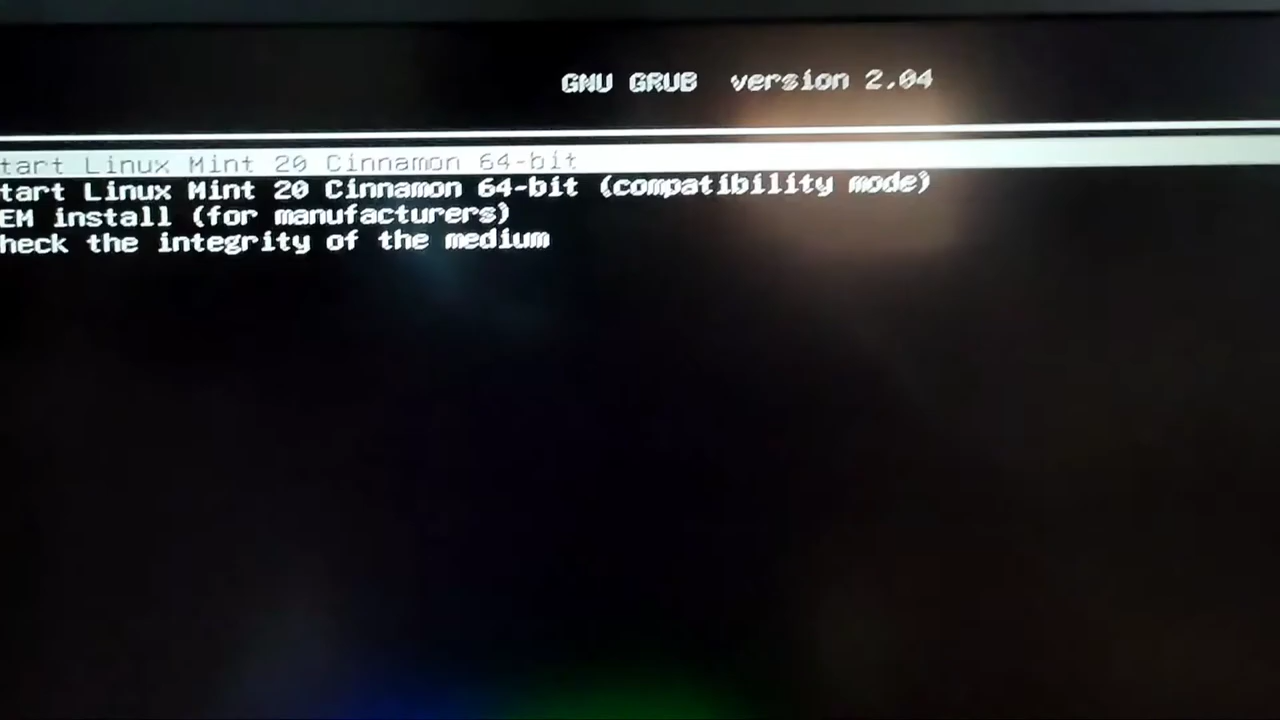 GNU GRUB version 2.04
tart Linux Mint 20 Cinnamon 64-bit
tart Linux Mint 20 Cinnamon 64-bit (compatibility mode)
EM install (for manufacturers)
heck the integrity of the medium